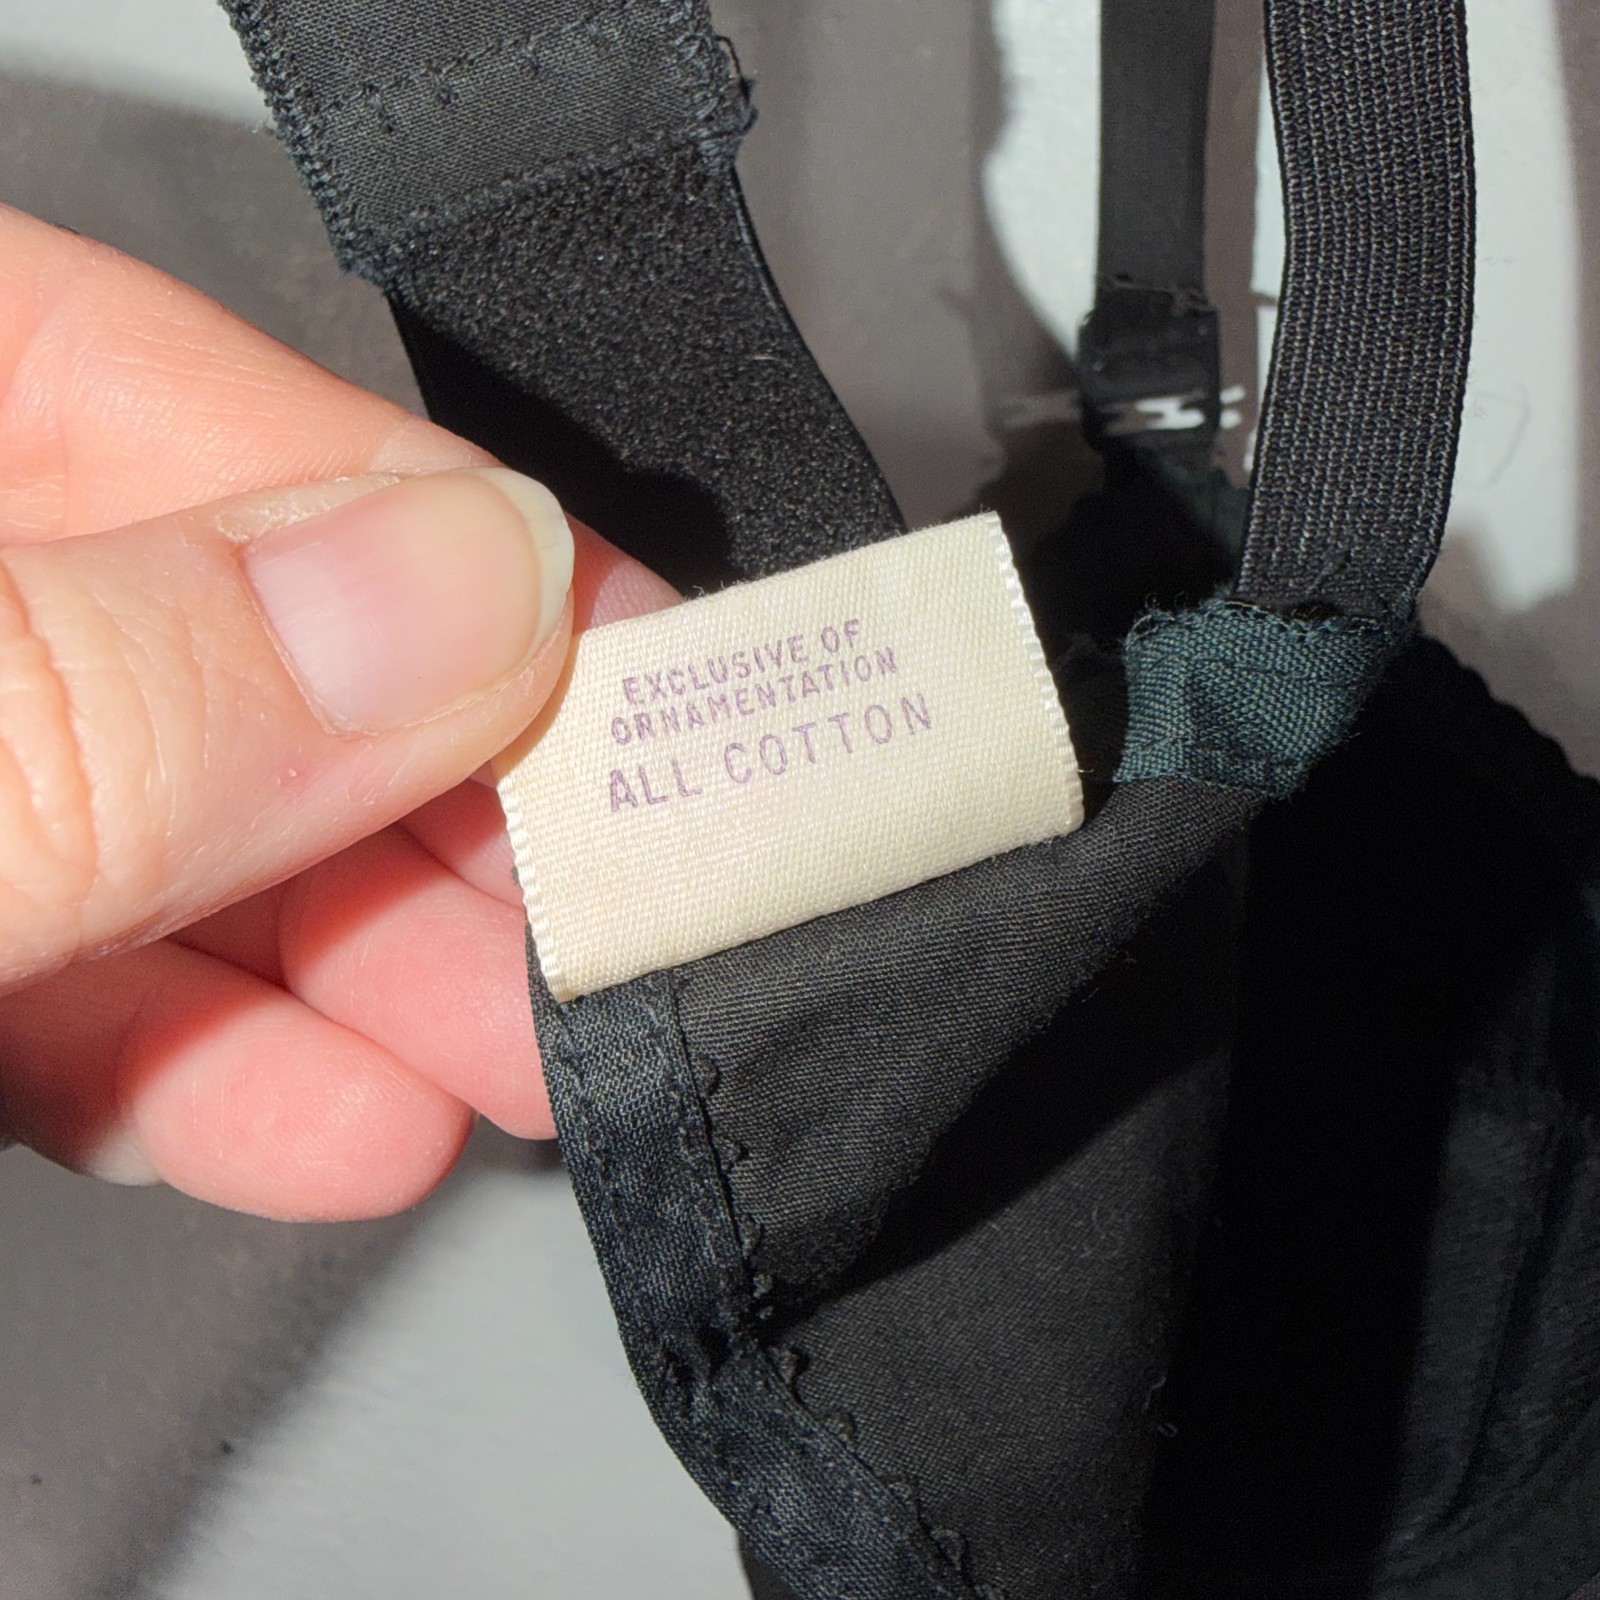 EXCLUSIVE OF
ORNAMENTATION
ALL COTTON